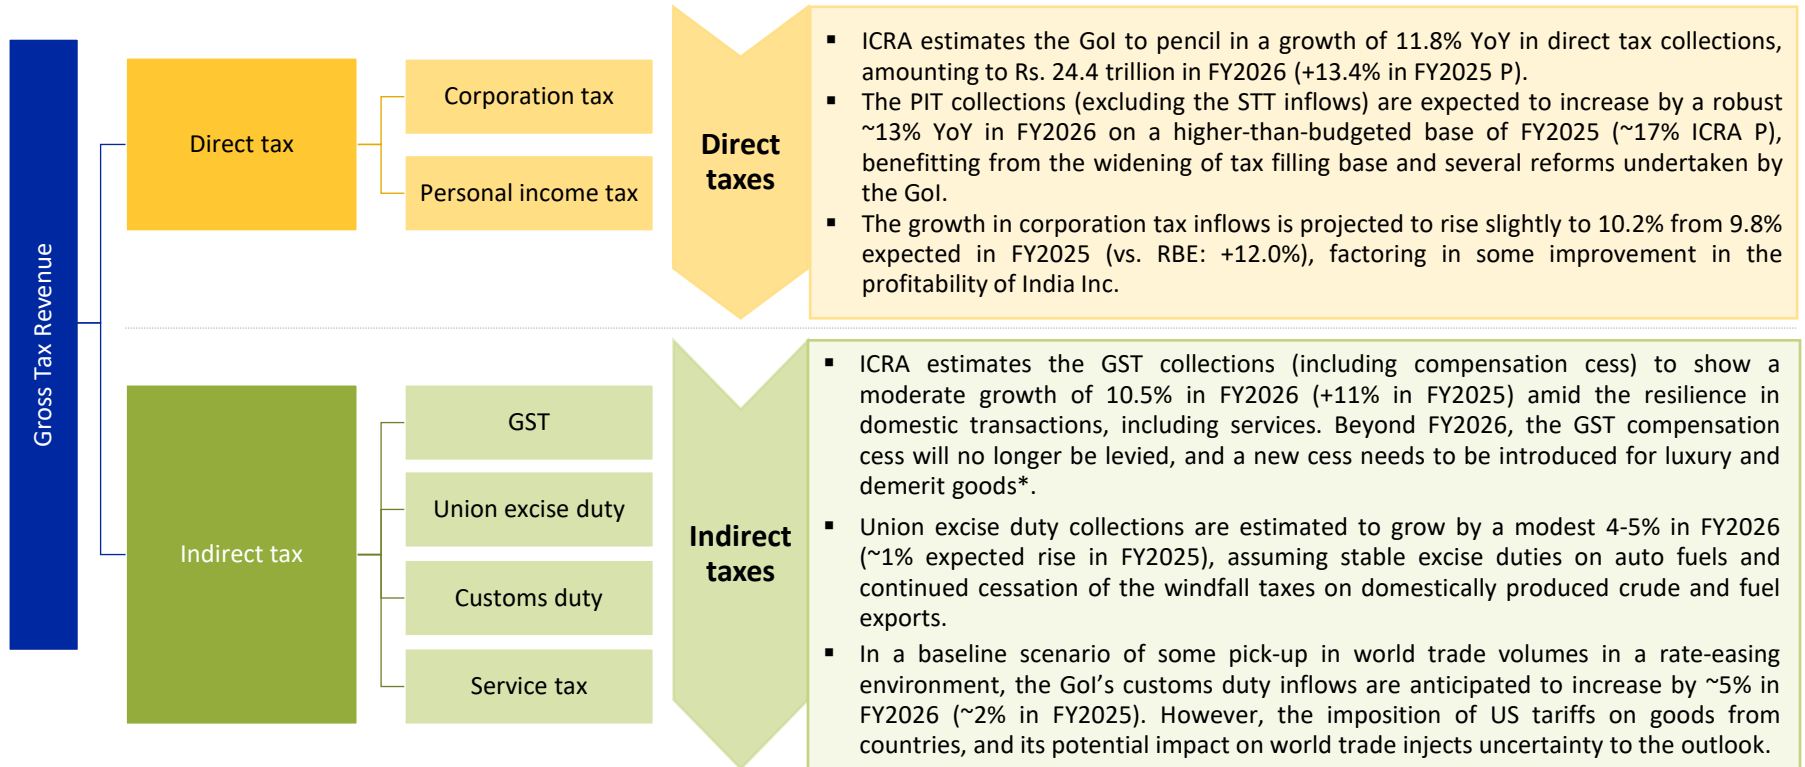 Gross Tax Revenue
Direct tax
Corporation tax
Personal income tax
Direct
taxes
▪ ICRA estimates the GoI to pencil in a growth of 11.8% YoY in direct tax collections,
amounting to Rs. 24.4 trillion in FY2026 (+13.4% in FY2025 P).
▪ The PIT collections (excluding the STT inflows) are expected to increase by a robust
~13% YoY in FY2026 on a higher-than-budgeted base of FY2025 (~17% ICRA P),
benefitting from the widening of tax filling base and several reforms undertaken by
the GoI.
▪ The growth in corporation tax inflows is projected to rise slightly to 10.2% from 9.8%
expected in FY2025 (vs. RBE: +12.0%), factoring in some improvement in the
profitability of India Inc.
Indirect tax
GST
Union excise duty
Customs duty
Service tax
Indirect
taxes
▪ ICRA estimates the GST collections (including compensation cess) to show a
moderate growth of 10.5% in FY2026 (+11% in FY2025) amid the resilience in
domestic transactions, including services. Beyond FY2026, the GST compensation
cess will no longer be levied, and a new cess needs to be introduced for luxury and
demerit goods*.
▪ Union excise duty collections are estimated to grow by a modest 4-5% in FY2026
(~1% expected rise in FY2025), assuming stable excise duties on auto fuels and
continued cessation of the windfall taxes on domestically produced crude and fuel
exports.
▪ In a baseline scenario of some pick-up in world trade volumes in a rate-easing
environment, the GoI's customs duty inflows are anticipated to increase by ~5% in
FY2026 (~2% in FY2025). However, the imposition of US tariffs on goods from
countries, and its potential impact on world trade injects uncertainty to the outlook.